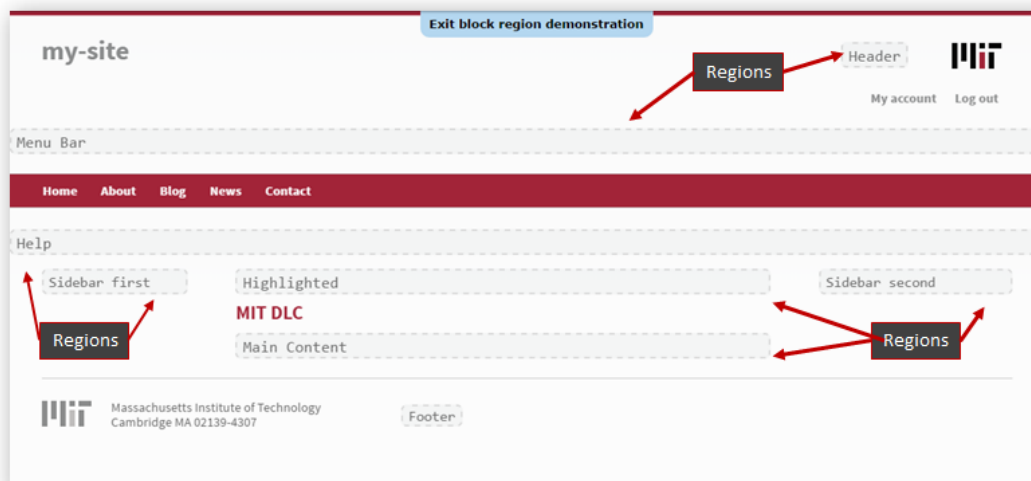 Exit block region demonstration
my-site
Header
MIT
Regions
My account Log out
Menu Bar
Home About Blog News Contact
Help
Sidebar first
Highlighted
Sidebar second
MIT DLC
Regions
Regions
Main Content
MIT
Massachusetts Institute of Technology
Cambridge MA 02139-4307
Footer